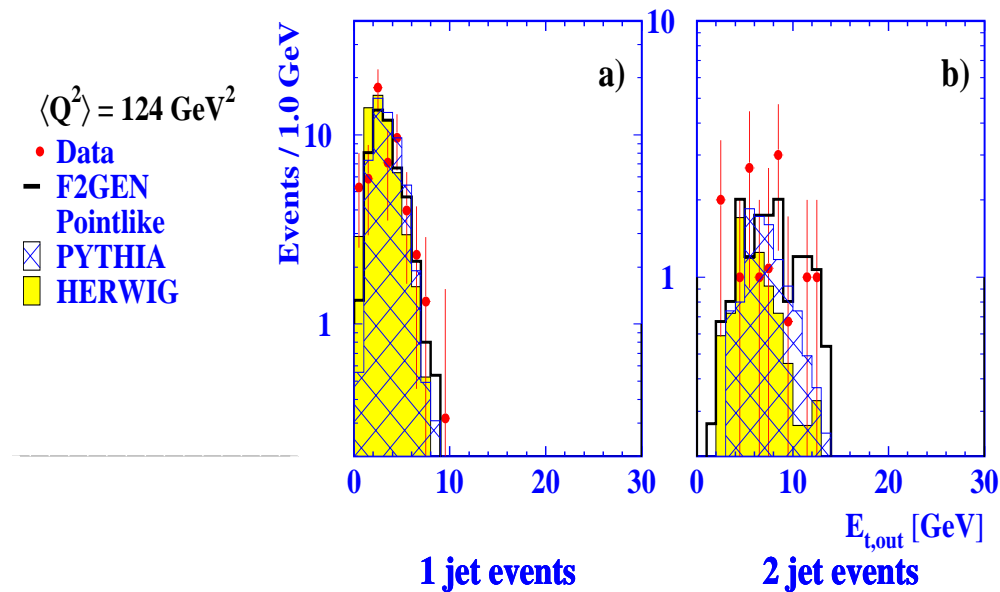 ⟨Q²⟩ = 124 GeV²
Data
F2GEN
Pointlike
PYTHIA
HERWIG
Events / 1.0 GeV
10
1
a)
0
10
20
30
10
1
b)
0
10
20
30
E_t,out [GeV]
1 jet events
2 jet events